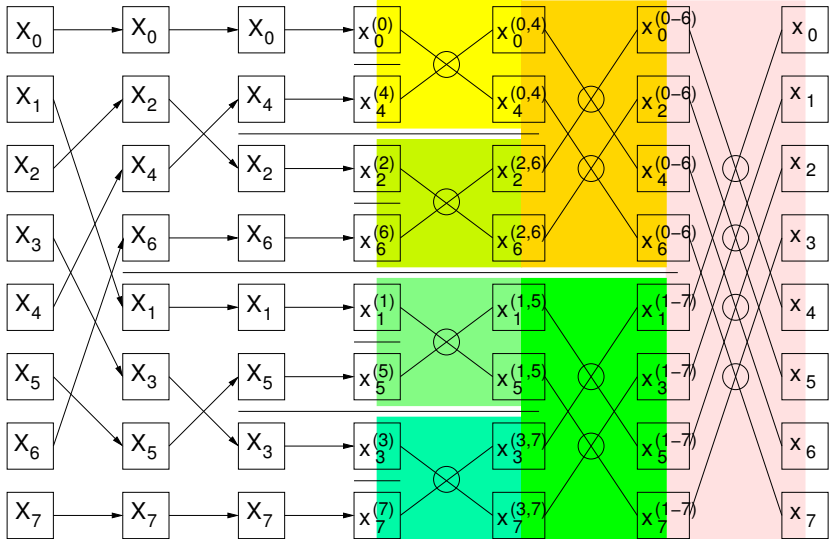 X₀ X₀ X₀ x₀⁽⁰⁾ x₀⁽⁰,⁴⁾ x₀⁽⁰⁻⁶⁾ x₀
X₁ X₂ X₄ x₄⁽⁴⁾ x₄⁽⁰,⁴⁾ x₂⁽⁰⁻⁶⁾ x₁
X₂ X₄ X₂ x₂⁽²⁾ x₂⁽²,⁶⁾ x₄⁽⁰⁻⁶⁾ x₂
X₃ X₆ X₆ x₆⁽⁶⁾ x₆⁽²,⁶⁾ x₆⁽⁰⁻⁶⁾ x₃
X₄ X₁ X₁ x₁⁽¹⁾ x₁⁽¹,⁵⁾ x₁⁽¹⁻⁷⁾ x₄
X₅ X₃ X₅ x₅⁽⁵⁾ x₅⁽¹,⁵⁾ x₃⁽¹⁻⁷⁾ x₅
X₆ X₅ X₃ x₃⁽³⁾ x₃⁽³,⁷⁾ x₅⁽¹⁻⁷⁾ x₆
X₇ X₇ X₇ x₇⁽⁷⁾ x₇⁽³,⁷⁾ x₇⁽¹⁻⁷⁾ x₇